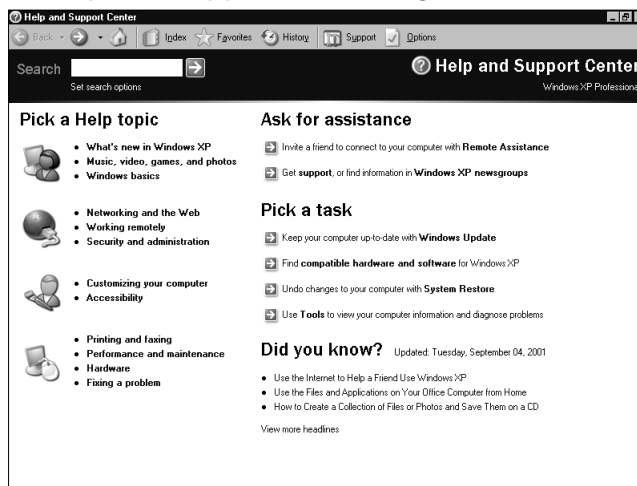 Help and Support Center
Back Index Favorites History Support Options
Search
Set search options
Help and Support Center
Windows XP Professional
Pick a Help topic
What's new in Windows XP
Music, video, games, and photos
Windows basics
Networking and the Web
Working remotely
Security and administration
Customizing your computer
Accessibility
Printing and faxing
Performance and maintenance
Hardware
Fixing a problem
Ask for assistance
Invite a friend to connect to your computer with Remote Assistance
Get support, or find information in Windows XP newsgroups
Pick a task
Keep your computer up-to-date with Windows Update
Find compatible hardware and software for Windows XP
Undo changes to your computer with System Restore
Use Tools to view your computer information and diagnose problems
Did you know? Updated: Tuesday, September 04, 2001
Use the Internet to Help a Friend Use Windows XP
Use the Files and Applications on Your Office Computer from Home
How to Create a Collection of Files or Photos and Save Them on a CD
View more headlines